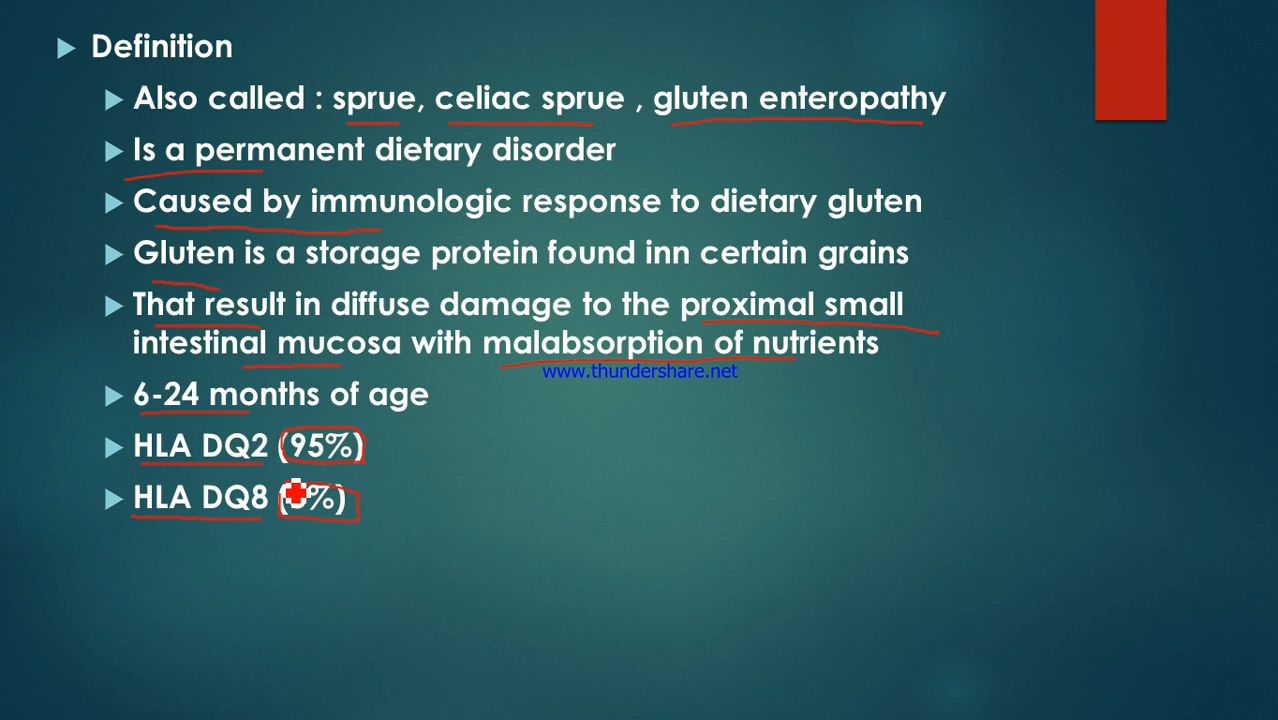 Definition
Also called : sprue, celiac sprue , gluten enteropathy
Is a permanent dietary disorder
Caused by immunologic response to dietary gluten
Gluten is a storage protein found inn certain grains
That result in diffuse damage to the proximal small
intestinal mucosa with malabsorption of nutrients
www.thundershare.net
6-24 months of age
HLA DQ2 (95%)
HLA DQ8